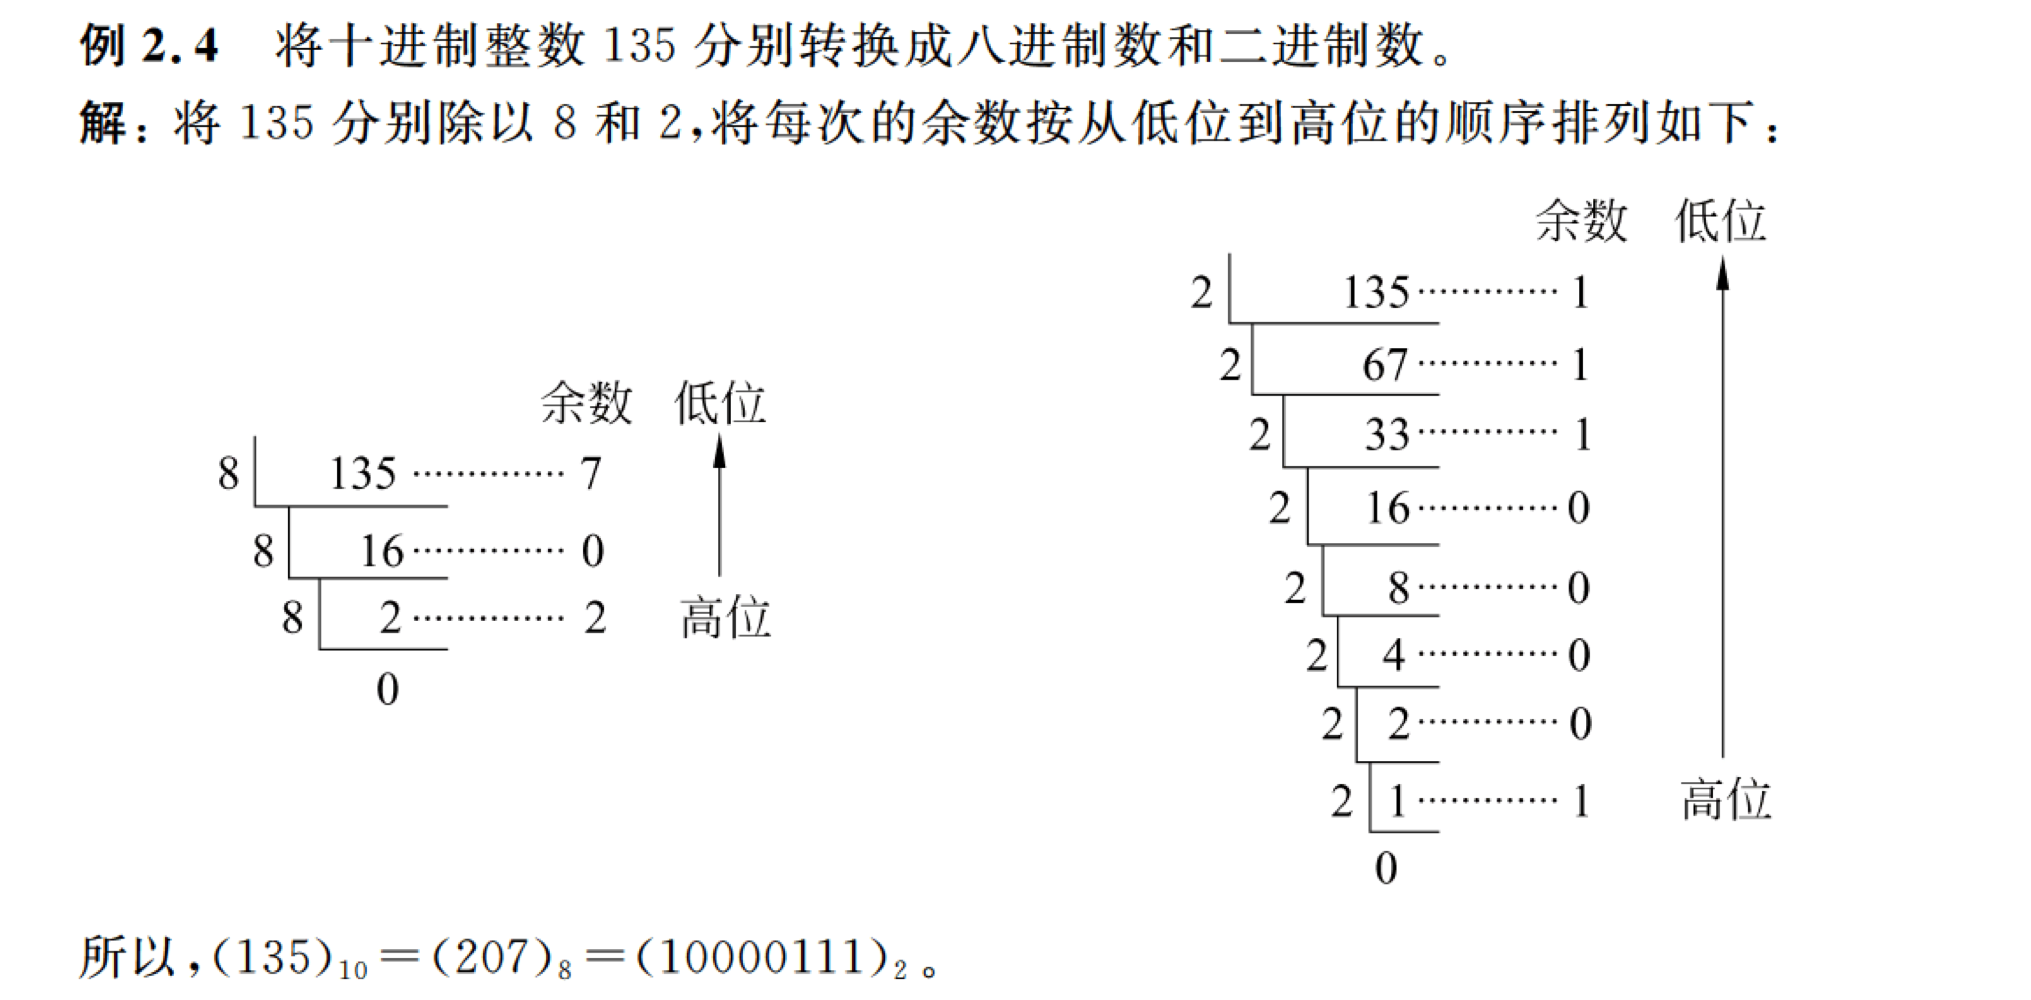 例 2.4 将十进制整数 135 分别转换成八进制数和二进制数。
解：将 135 分别除以 8 和 2，将每次的余数按从低位到高位的顺序排列如下：
余数 低位
8 135 ·············· 7
8 16 ·············· 0
8 2 ·············· 2 高位
0
余数 低位
2 135 ············· 1
2 67 ············· 1
2 33 ············· 1
2 16 ············· 0
2 8 ············· 0
2 4 ············· 0
2 2 ············· 0
2 1 ············· 1 高位
0
所以，(135)₁₀＝(207)₈＝(10000111)₂。